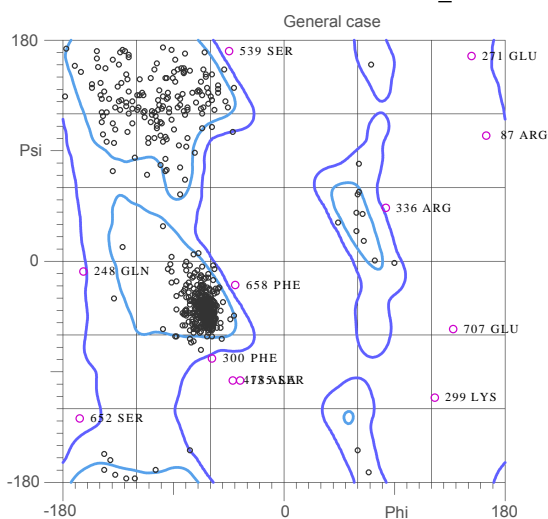 General case
180
539 SER
271 GLU
87 ARG
Psi
336 ARG
0
248 GLN
658 PHE
707 GLU
300 PHE
299 LYS
652 SER
-180
-180
0
Phi
180